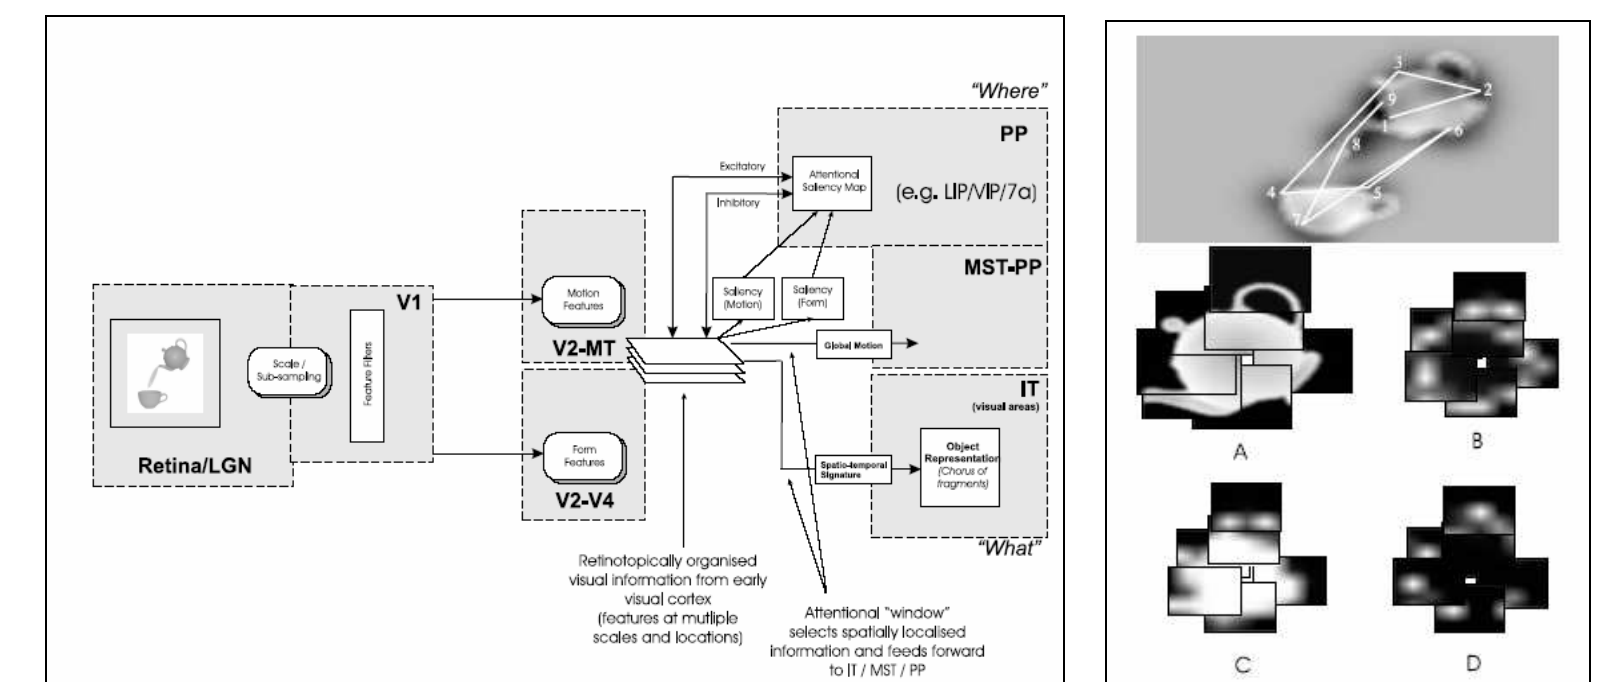 "Where"
PP
Excitatory
Attentional
Saliency Map
(e.g. LIP/VIP/7a)
Inhibitory
MST-PP
V1
Motion
Features
Saliency
(Motion)
Saliency
(Form)
V2-MT
Global Motion
Scale /
Sub-sampling
Feature Filters
IT
(visual areas)
Retina/LGN
Form
Features
Object
Representation
(Chorus of
fragments)
Spatio-temporal
Signature
V2-V4
"What"
Retinotopically organised
visual information from early
visual cortex
(features at mutliple
scales and locations)
Attentional "window"
selects spatially localised
information and feeds forward
to IT / MST / PP
3
2
9
1
6
8
4
5
7
A
B
C
D